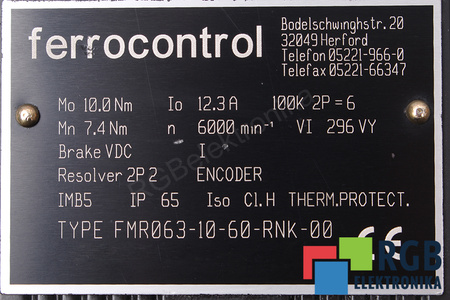 ferrocontrol
Bodelschwinghstr. 20
32049 Herford
Telefon 05221-966-0
Telefax 05221-66347
Mo 10.0 Nm Io 12.3 A 100K 2P = 6
Mn 7.4 Nm n 6000 min⁻¹ VI 296 VY
Brake VDC I
Resolver 2P 2 ENCODER
IMB5 IP 65 Iso Cl.H THERM.PROTECT.
TYPE FMR063-10-60-RNK-00
CE
RGB
ELEKTRONIKA
RGBelektronika